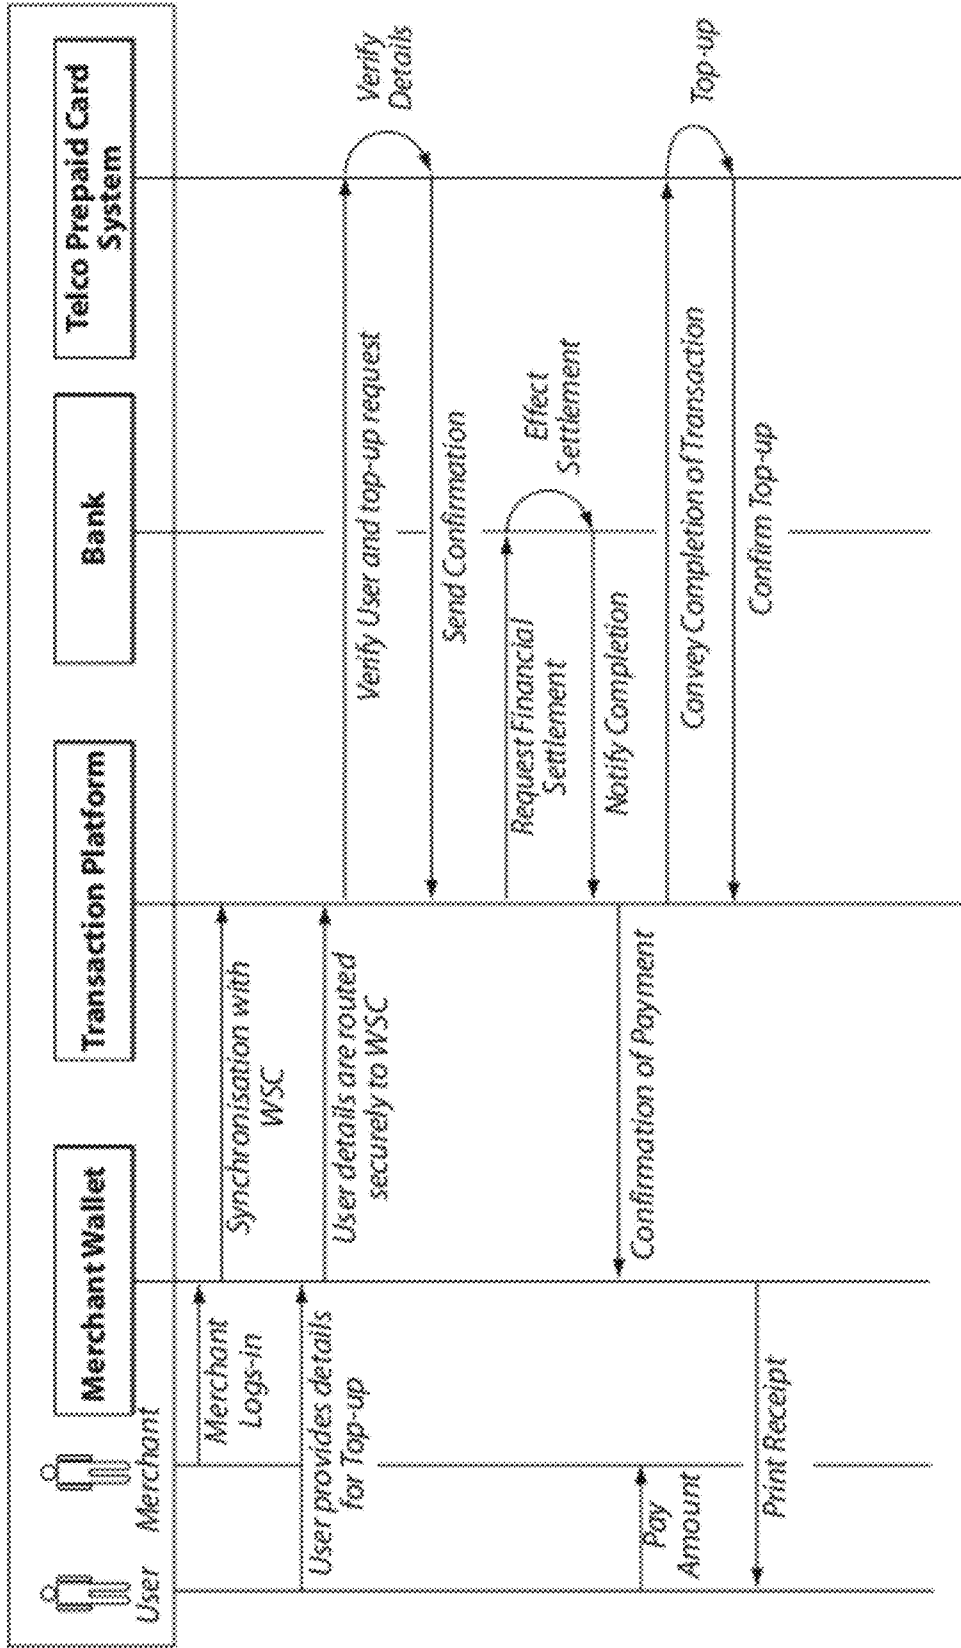 User
Merchant
Merchant Wallet
Transaction Platform
Bank
Telco Prepaid Card
System
Merchant
Logs-in
Synchronisation with
WSC
User provides details
for Top-up
User details are routed
securely to WSC
Verify User and top-up request
Verify
Details
Send Confirmation
Request Financial
Settlement
Effect
Settlement
Notify Completion
Confirmation of Payment
Pay
Amount
Convey Completion of Transaction
Top-up
Confirm Top-up
Print Receipt